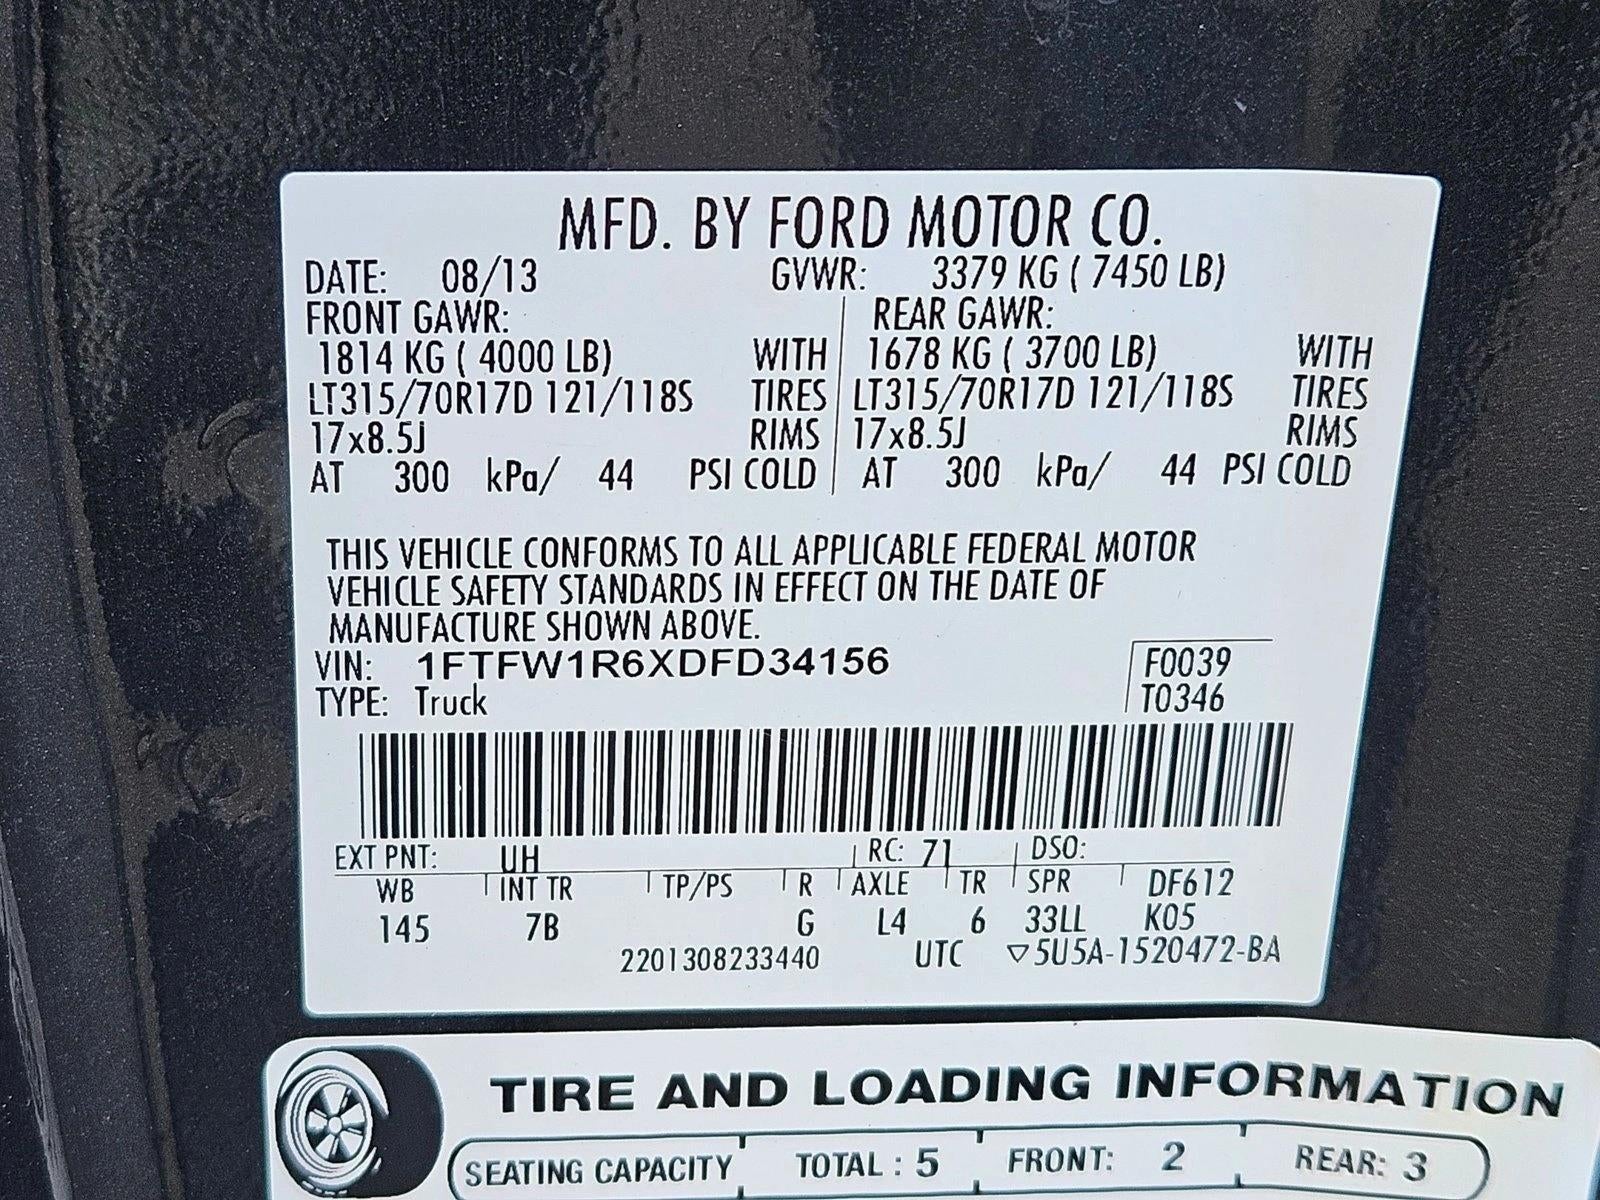 MFD. BY FORD MOTOR CO.
DATE: 08/13 GVWR: 3379 KG ( 7450 LB)
FRONT GAWR: REAR GAWR:
1814 KG ( 4000 LB) WITH 1678 KG ( 3700 LB) WITH
LT315/70R17D 121/118S TIRES LT315/70R17D 121/118S TIRES
17x8.5J RIMS 17x8.5J RIMS
AT 300 kPa/ 44 PSI COLD AT 300 kPa/ 44 PSI COLD
THIS VEHICLE CONFORMS TO ALL APPLICABLE FEDERAL MOTOR
VEHICLE SAFETY STANDARDS IN EFFECT ON THE DATE OF
MANUFACTURE SHOWN ABOVE.
VIN: 1FTFW1R6XDFD34156 F0039
TYPE: Truck T0346
EXT PNT: UH RC: 71 DSO:
WB INT TR TP/PS R AXLE TR SPR DF612
145 7B G L4 6 33LL K05
2201308233440 UTC ▽5U5A-1520472-BA
TIRE AND LOADING INFORMATION
SEATING CAPACITY TOTAL : 5 FRONT: 2 REAR: 3